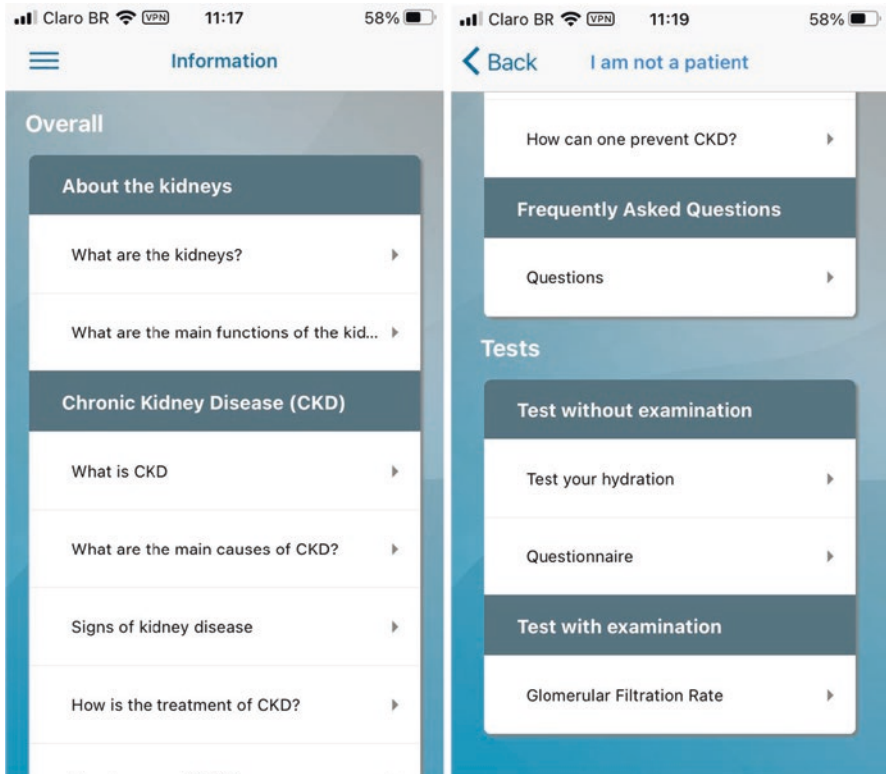 Claro BR VPN 11:17 58%
Information
Overall
About the kidneys
What are the kidneys?
What are the main functions of the kid...
Chronic Kidney Disease (CKD)
What is CKD
What are the main causes of CKD?
Signs of kidney disease
How is the treatment of CKD?
Claro BR VPN 11:19 58%
Back I am not a patient
How can one prevent CKD?
Frequently Asked Questions
Questions
Tests
Test without examination
Test your hydration
Questionnaire
Test with examination
Glomerular Filtration Rate